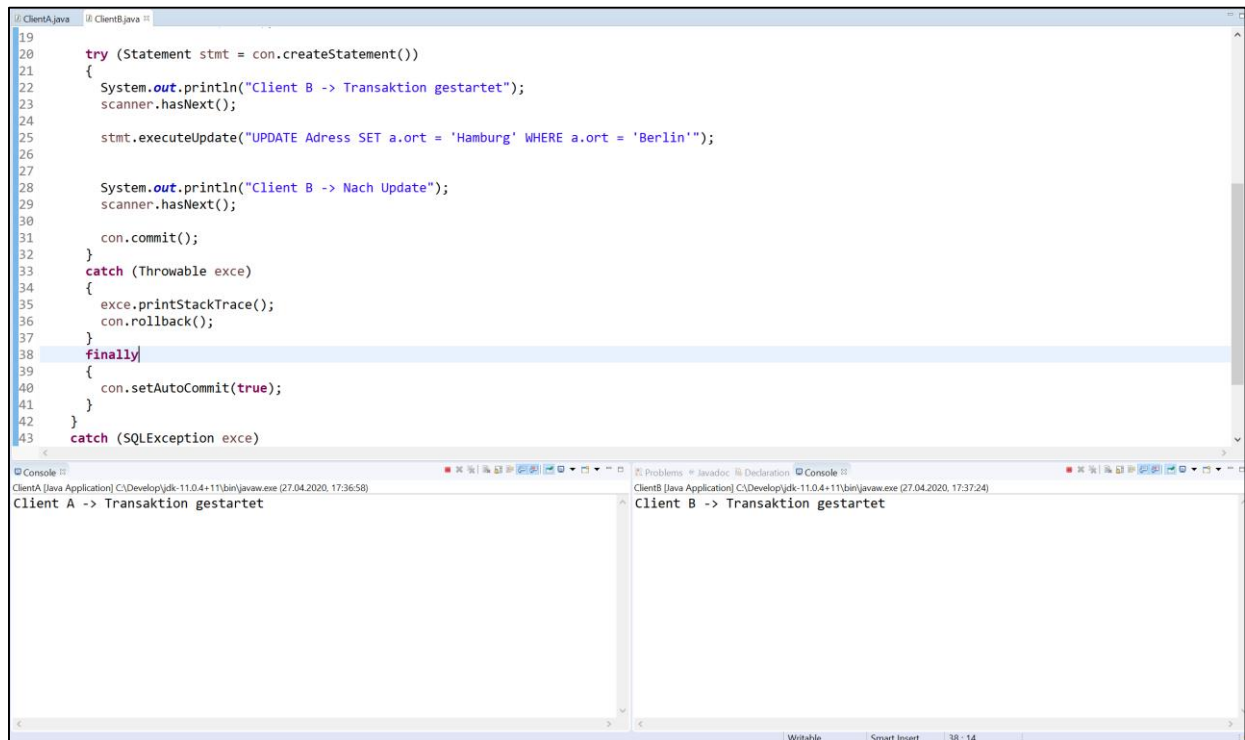 ClientA.java ClientB.java
19
20 try (Statement stmt = con.createStatement())
21 {
22 System.out.println("Client B -> Transaktion gestartet");
23 scanner.hasNext();
24
25 stmt.executeUpdate("UPDATE Adress SET a.ort = 'Hamburg' WHERE a.ort = 'Berlin'");
26
27
28 System.out.println("Client B -> Nach Update");
29 scanner.hasNext();
30
31 con.commit();
32 }
33 catch (Throwable exce)
34 {
35 exce.printStackTrace();
36 con.rollback();
37 }
38 finally
39 {
40 con.setAutoCommit(true);
41 }
42 }
43 catch (SQLException exce)
Console
ClientA [Java Application] C:\Develop\jdk-11.0.4+11\bin\javaw.exe (27.04.2020, 17:36:58)
Client A -> Transaktion gestartet
Problems Javadoc Declaration Console
ClientB [Java Application] C:\Develop\jdk-11.0.4+11\bin\javaw.exe (27.04.2020, 17:37:24)
Client B -> Transaktion gestartet
Writable Smart Insert 38 : 14